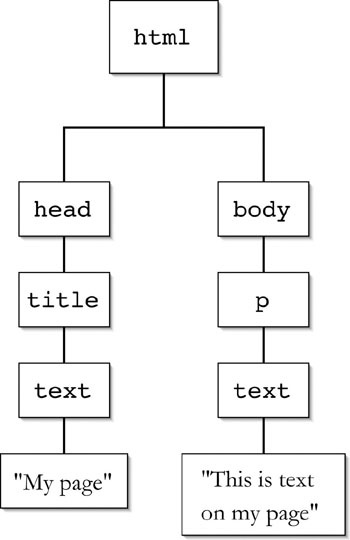 html
head
body
title
p
text
text
"My page"
"This is text
on my page"